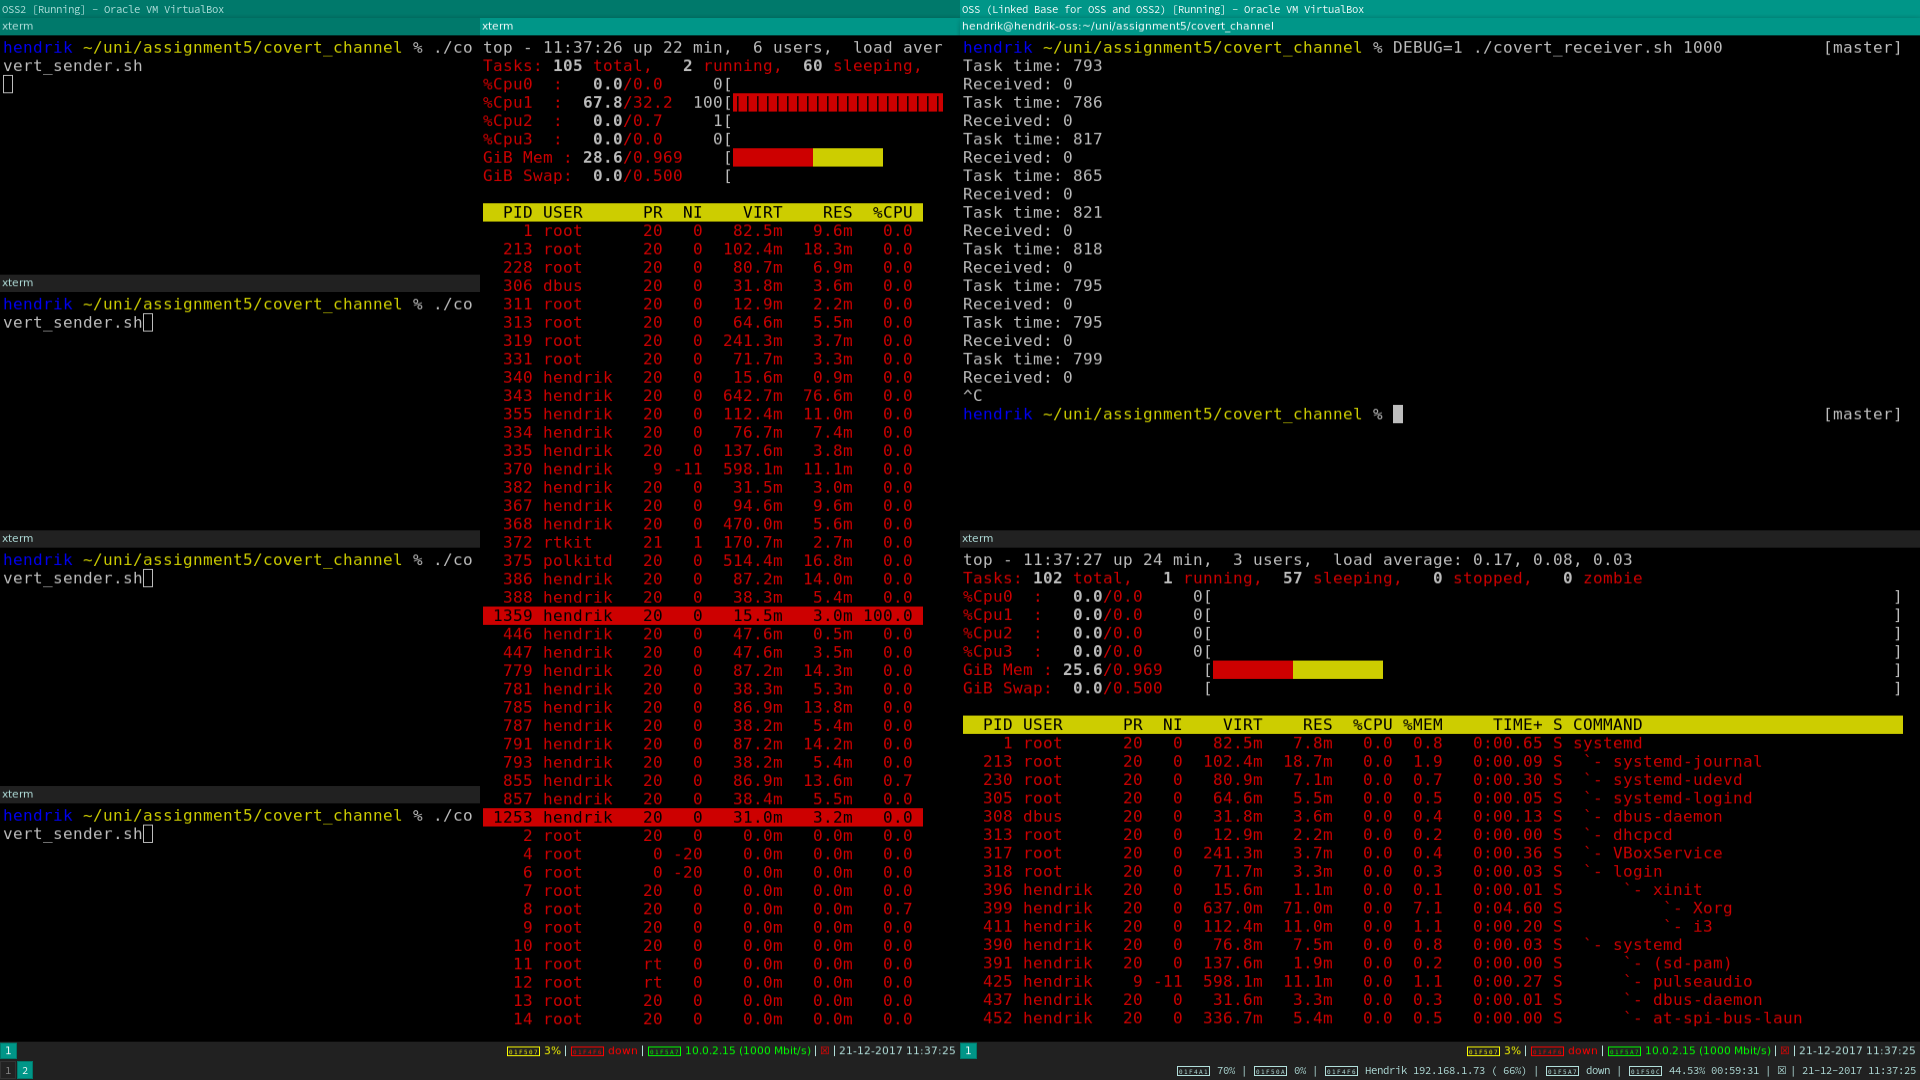 OSS2 [Running] - Oracle VM VirtualBox
xterm
hendrik ~/uni/assignment5/covert_channel % ./co
vert_sender.sh
xterm
hendrik ~/uni/assignment5/covert_channel % ./co
vert_sender.sh
xterm
hendrik ~/uni/assignment5/covert_channel % ./co
vert_sender.sh
xterm
hendrik ~/uni/assignment5/covert_channel % ./co
vert_sender.sh
xterm
top - 11:37:26 up 22 min,  6 users,  load aver
Tasks: 105 total,   2 running,  60 sleeping,
%Cpu0  :   0.0/0.0     0[
%Cpu1  :  67.8/32.2  100[
%Cpu2  :   0.0/0.7     1[
%Cpu3  :   0.0/0.0     0[
GiB Mem : 28.6/0.969    [
GiB Swap:  0.0/0.500    [
PID USER      PR  NI    VIRT    RES  %CPU
1 root      20   0   82.5m   9.6m   0.0
213 root      20   0  102.4m  18.3m   0.0
228 root      20   0   80.7m   6.9m   0.0
306 dbus      20   0   31.8m   3.6m   0.0
311 root      20   0   12.9m   2.2m   0.0
313 root      20   0   64.6m   5.5m   0.0
319 root      20   0  241.3m   3.7m   0.0
331 root      20   0   71.7m   3.3m   0.0
340 hendrik   20   0   15.6m   0.9m   0.0
343 hendrik   20   0  642.7m  76.6m   0.0
355 hendrik   20   0  112.4m  11.0m   0.0
334 hendrik   20   0   76.7m   7.4m   0.0
335 hendrik   20   0  137.6m   3.8m   0.0
370 hendrik    9 -11  598.1m  11.1m   0.0
382 hendrik   20   0   31.5m   3.0m   0.0
367 hendrik   20   0   94.6m   9.6m   0.0
368 hendrik   20   0  470.0m   5.6m   0.0
372 rtkit     21   1  170.7m   2.7m   0.0
375 polkitd   20   0  514.4m  16.8m   0.0
386 hendrik   20   0   87.2m  14.0m   0.0
388 hendrik   20   0   38.3m   5.4m   0.0
1359 hendrik   20   0   15.5m   3.0m 100.0
446 hendrik   20   0   47.6m   0.5m   0.0
447 hendrik   20   0   47.6m   3.5m   0.0
779 hendrik   20   0   87.2m  14.3m   0.0
781 hendrik   20   0   38.3m   5.3m   0.0
785 hendrik   20   0   86.9m  13.8m   0.0
787 hendrik   20   0   38.2m   5.4m   0.0
791 hendrik   20   0   87.2m  14.2m   0.0
793 hendrik   20   0   38.2m   5.4m   0.0
855 hendrik   20   0   86.9m  13.6m   0.7
857 hendrik   20   0   38.4m   5.5m   0.0
1253 hendrik   20   0   31.0m   3.2m   0.0
2 root      20   0    0.0m   0.0m   0.0
4 root       0 -20    0.0m   0.0m   0.0
6 root       0 -20    0.0m   0.0m   0.0
7 root      20   0    0.0m   0.0m   0.0
8 root      20   0    0.0m   0.0m   0.7
9 root      20   0    0.0m   0.0m   0.0
10 root      20   0    0.0m   0.0m   0.0
11 root      rt   0    0.0m   0.0m   0.0
12 root      rt   0    0.0m   0.0m   0.0
13 root      20   0    0.0m   0.0m   0.0
14 root      20   0    0.0m   0.0m   0.0
1
01F507 3% | 01F4F6 down | 01F5A7 10.0.2.15 (1000 Mbit/s) | ☒ | 21-12-2017 11:37:25
OSS (Linked Base for OSS and OSS2) [Running] - Oracle VM VirtualBox
hendrik@hendrik-oss:~/uni/assignment5/covert_channel
hendrik ~/uni/assignment5/covert_channel % DEBUG=1 ./covert_receiver.sh 1000 [master]
Task time: 793
Received: 0
Task time: 786
Received: 0
Task time: 817
Received: 0
Task time: 865
Received: 0
Task time: 821
Received: 0
Task time: 818
Received: 0
Task time: 795
Received: 0
Task time: 795
Received: 0
Task time: 799
Received: 0
^C
hendrik ~/uni/assignment5/covert_channel % [master]
xterm
top - 11:37:27 up 24 min,  3 users,  load average: 0.17, 0.08, 0.03
Tasks: 102 total,   1 running,  57 sleeping,   0 stopped,   0 zombie
%Cpu0  :   0.0/0.0     0[ ]
%Cpu1  :   0.0/0.0     0[ ]
%Cpu2  :   0.0/0.0     0[ ]
%Cpu3  :   0.0/0.0     0[ ]
GiB Mem : 25.6/0.969    [ ]
GiB Swap:  0.0/0.500    [ ]
PID USER      PR  NI    VIRT    RES  %CPU %MEM     TIME+ S COMMAND
1 root      20   0   82.5m   7.8m   0.0  0.8   0:00.65 S systemd
213 root      20   0  102.4m  18.7m   0.0  1.9   0:00.09 S  `- systemd-journal
230 root      20   0   80.9m   7.1m   0.0  0.7   0:00.30 S  `- systemd-udevd
305 root      20   0   64.6m   5.5m   0.0  0.5   0:00.05 S  `- systemd-logind
308 dbus      20   0   31.8m   3.6m   0.0  0.4   0:00.13 S  `- dbus-daemon
313 root      20   0   12.9m   2.2m   0.0  0.2   0:00.00 S  `- dhcpcd
317 root      20   0  241.3m   3.7m   0.0  0.4   0:00.36 S  `- VBoxService
318 root      20   0   71.7m   3.3m   0.0  0.3   0:00.03 S  `- login
396 hendrik   20   0   15.6m   1.1m   0.0  0.1   0:00.01 S      `- xinit
399 hendrik   20   0  637.0m  71.0m   0.0  7.1   0:04.60 S          `- Xorg
411 hendrik   20   0  112.4m  11.0m   0.0  1.1   0:00.20 S          `- i3
390 hendrik   20   0   76.8m   7.5m   0.0  0.8   0:00.03 S  `- systemd
391 hendrik   20   0  137.6m   1.9m   0.0  0.2   0:00.00 S      `- (sd-pam)
425 hendrik    9 -11  598.1m  11.1m   0.0  1.1   0:00.27 S      `- pulseaudio
437 hendrik   20   0   31.6m   3.3m   0.0  0.3   0:00.01 S      `- dbus-daemon
452 hendrik   20   0  336.7m   5.4m   0.0  0.5   0:00.00 S      `- at-spi-bus-laun
1
01F507 3% | 01F4F6 down | 01F5A7 10.0.2.15 (1000 Mbit/s) | ☒ | 21-12-2017 11:37:25
1 2
01F4A1 70% | 01F50A 0% | 01F4F6 Hendrik 192.168.1.73 ( 66%) | 01F5A7 down | 01F50C 44.53% 00:59:31 | ☒ | 21-12-2017 11:37:25